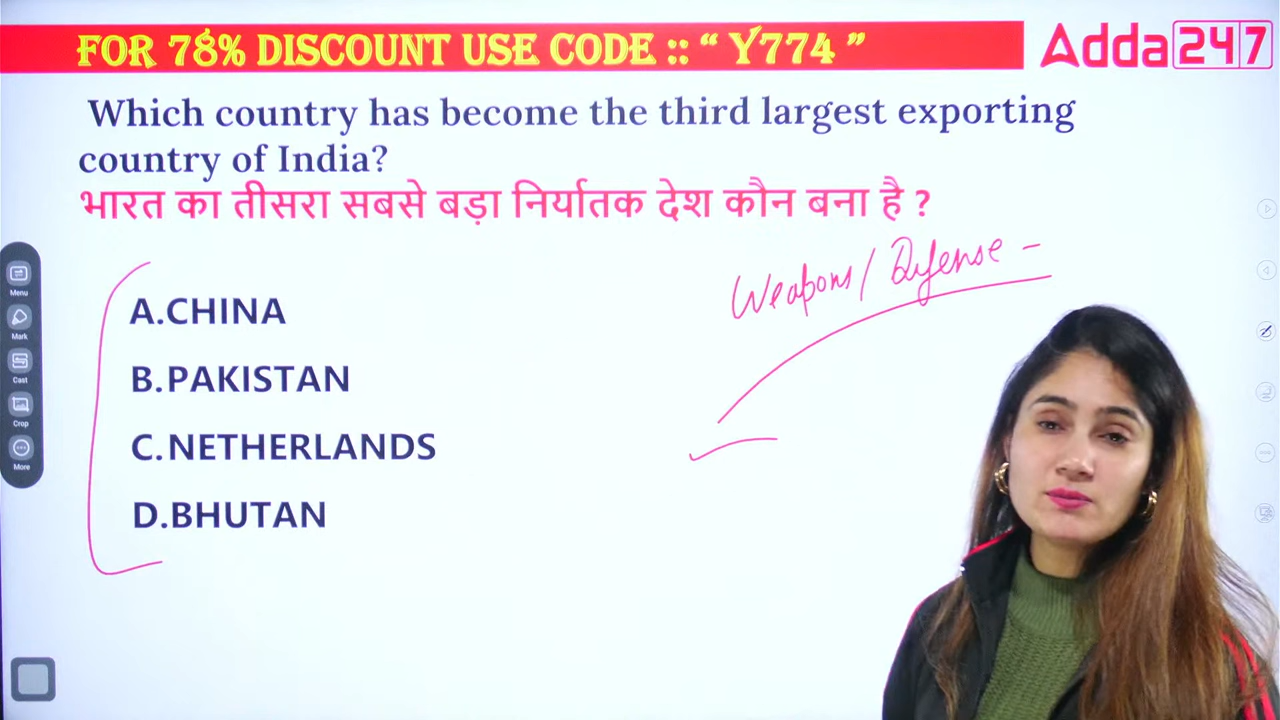 FOR 78% DISCOUNT USE CODE :: “ Y774 ”
Adda247
Which country has become the third largest exporting
country of India?
भारत का तीसरा सबसे बड़ा निर्यातक देश कौन बना है ?
Weapons / Defense -
A.CHINA
B.PAKISTAN
C.NETHERLANDS
D.BHUTAN
Menu
Mark
Cast
Crop
More